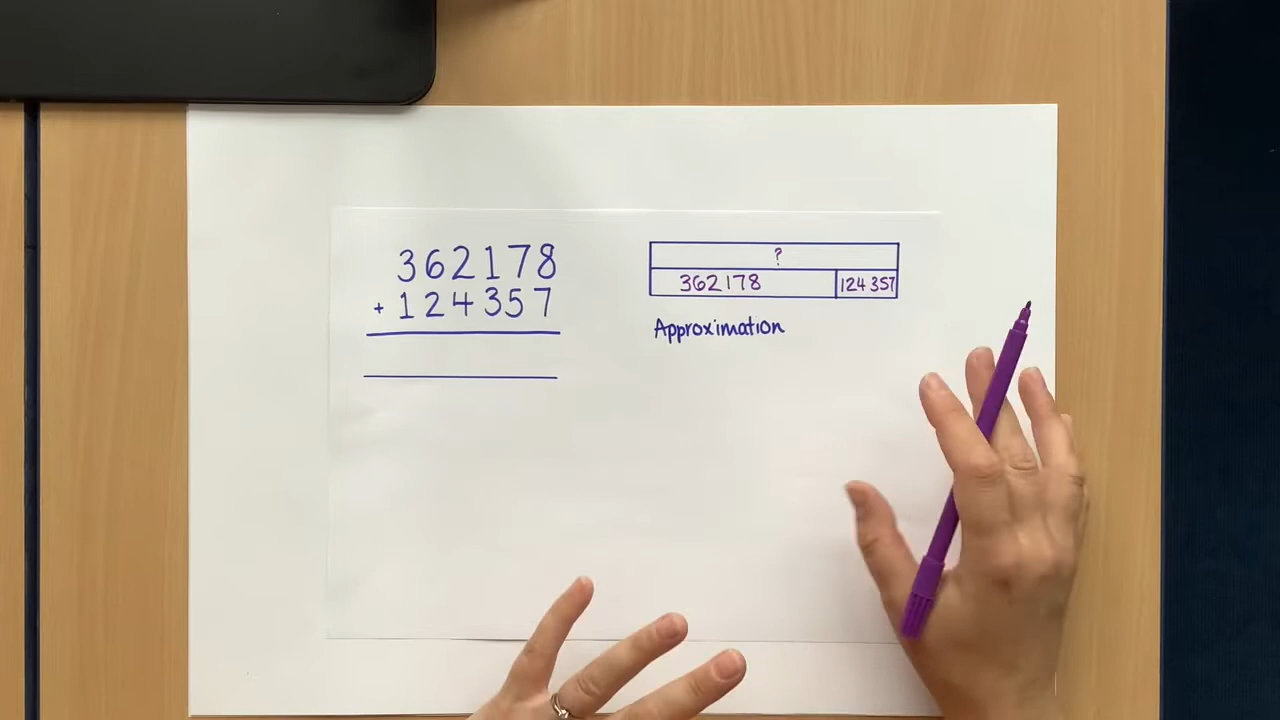 362178
+ 124357
?
362178 124357
Approximation